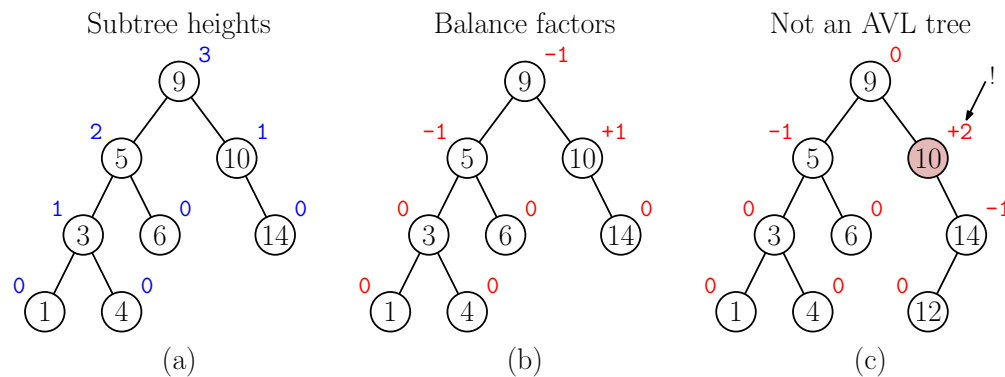 Subtree heights Balance factors Not an AVL tree
3 -1 0
9 9 9 !
2 1 -1 +1 -1 +2
5 10 5 10 5 10
1 0 0 0 0 0 0 0 -1
3 6 14 3 6 14 3 6 14
0 0 0 0 0 0 0
1 4 1 4 1 4 12
(a) (b) (c)